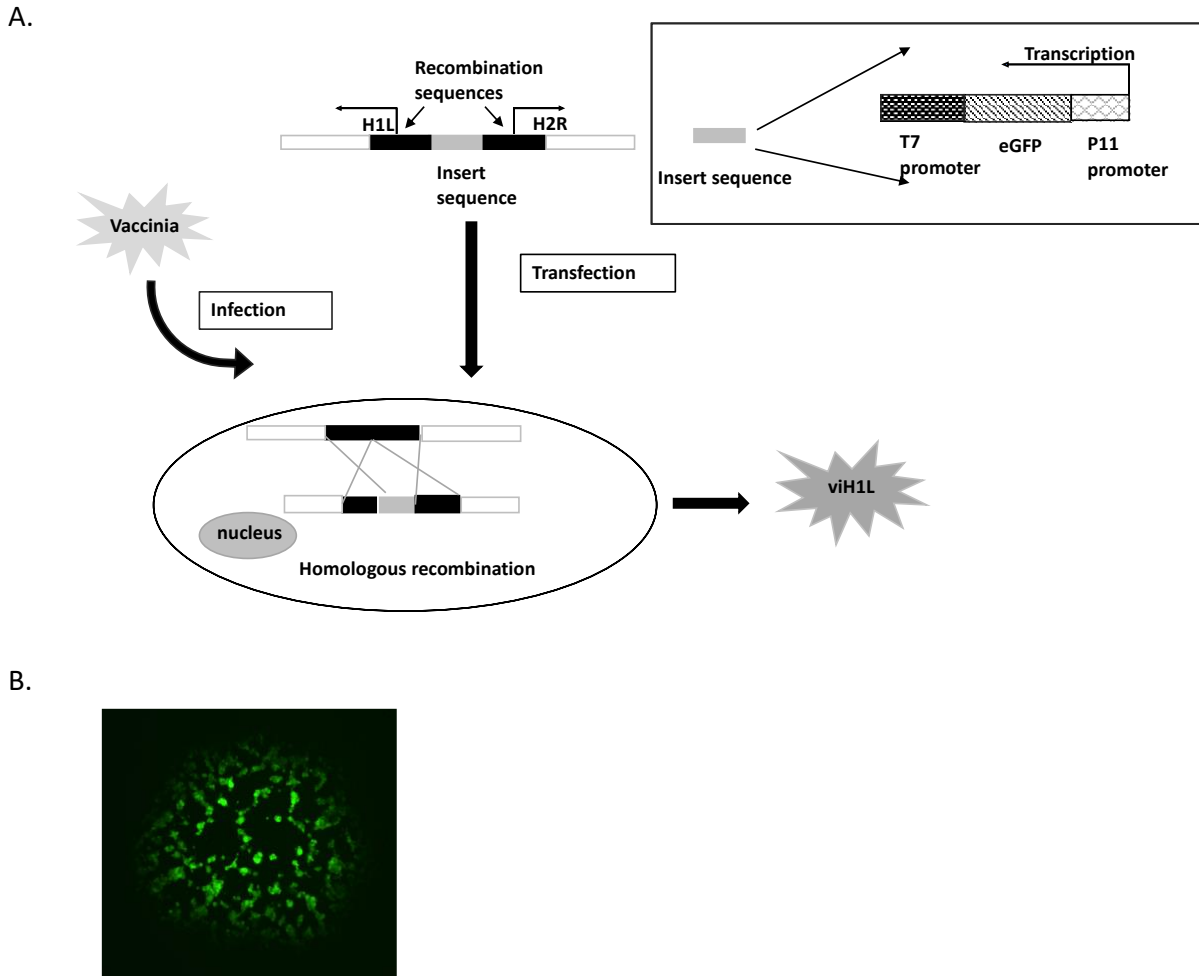 A.
Recombination
sequences
H1L
H2R
Insert
sequence
Transcription
T7
promoter
eGFP
P11
promoter
Insert sequence
Vaccinia
Infection
Transfection
nucleus
Homologous recombination
viH1L
B.